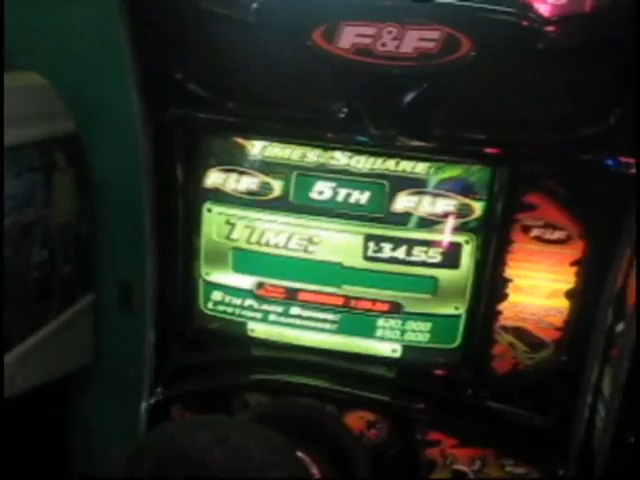 F&F
TIMES SQUARE
F&F 5TH F&F
TIME: 1:34.55
5TH PLACE BONUS: $20,000
LIFETIME EARNINGS: $50,000
F&F